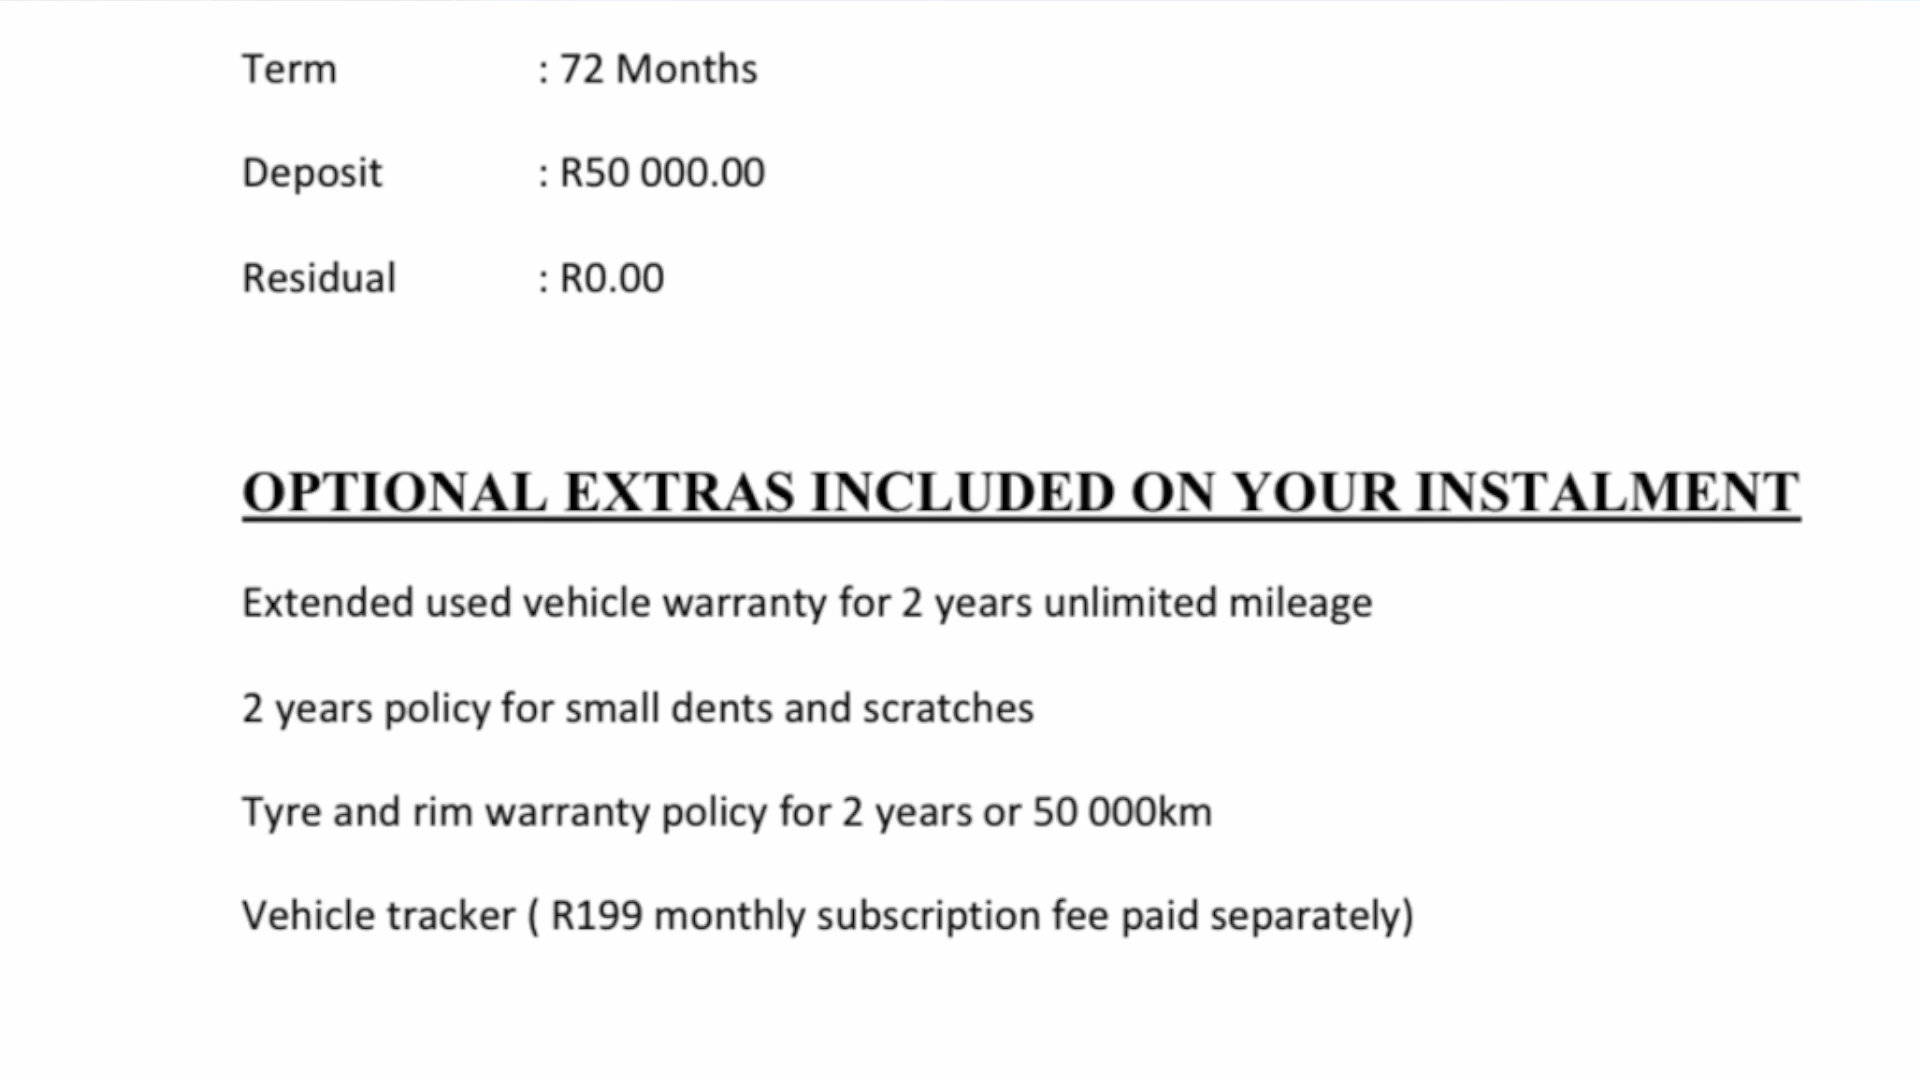 Term : 72 Months
Deposit : R50 000.00
Residual : R0.00
OPTIONAL EXTRAS INCLUDED ON YOUR INSTALMENT
Extended used vehicle warranty for 2 years unlimited mileage
2 years policy for small dents and scratches
Tyre and rim warranty policy for 2 years or 50 000km
Vehicle tracker ( R199 monthly subscription fee paid separately)